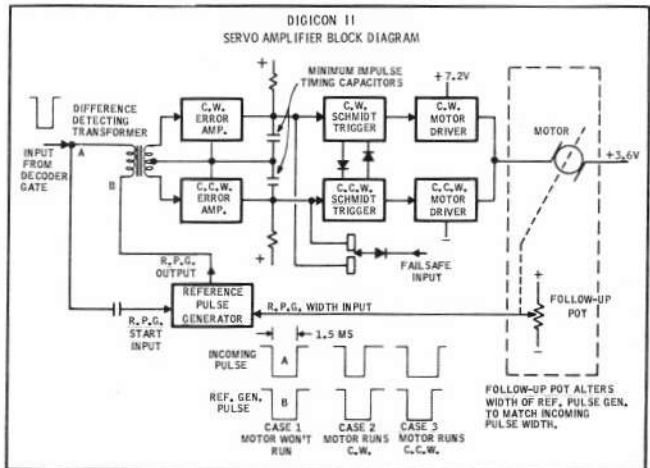 DIGICON II
SERVO AMPLIFIER BLOCK DIAGRAM
DIFFERENCE
DETECTING
TRANSFORMER
INPUT
FROM
DECODER
GATE
A
B
C.W.
ERROR
AMP.
C.C.W.
ERROR
AMP.
+
+
MINIMUM IMPULSE
TIMING CAPACITORS
C.W.
SCHMIDT
TRIGGER
C.C.W.
SCHMIDT
TRIGGER
+7.2V
C.W.
MOTOR
DRIVER
C.C.W.
MOTOR
DRIVER
–
MOTOR
+3.6V
FAILSAFE
INPUT
R.P.G.
OUTPUT
REFERENCE
PULSE
GENERATOR
R.P.G.
START
INPUT
R.P.G. WIDTH INPUT
+
FOLLOW-UP
POT
–
1.5 MS
INCOMING
PULSE
A
REF. GEN.
PULSE
B
CASE 1
MOTOR WON'T
RUN
CASE 2
MOTOR RUNS
C.W.
CASE 3
MOTOR RUNS
C.C.W.
FOLLOW-UP POT ALTERS
WIDTH OF REF. PULSE GEN.
TO MATCH INCOMING
PULSE WIDTH.